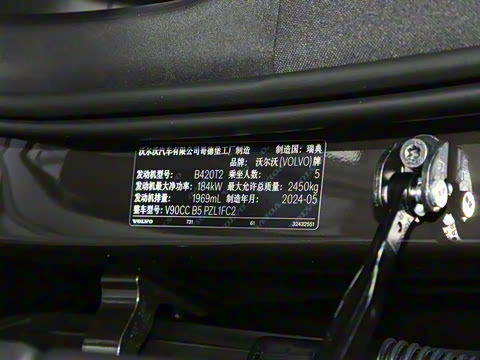 沃尔沃汽车有限公司哥德堡工厂制造 制造国：瑞典
品牌：沃尔沃(VOLVO)牌
发动机型号：B420T2 乘坐人数：5
发动机最大净功率：184kW 最大允许总质量：2450kg
发动机排量：1969mL 制造年月：2024-05
整车型号：V90CC B5 PZL1FC2
VOLVO 731 61 32432551